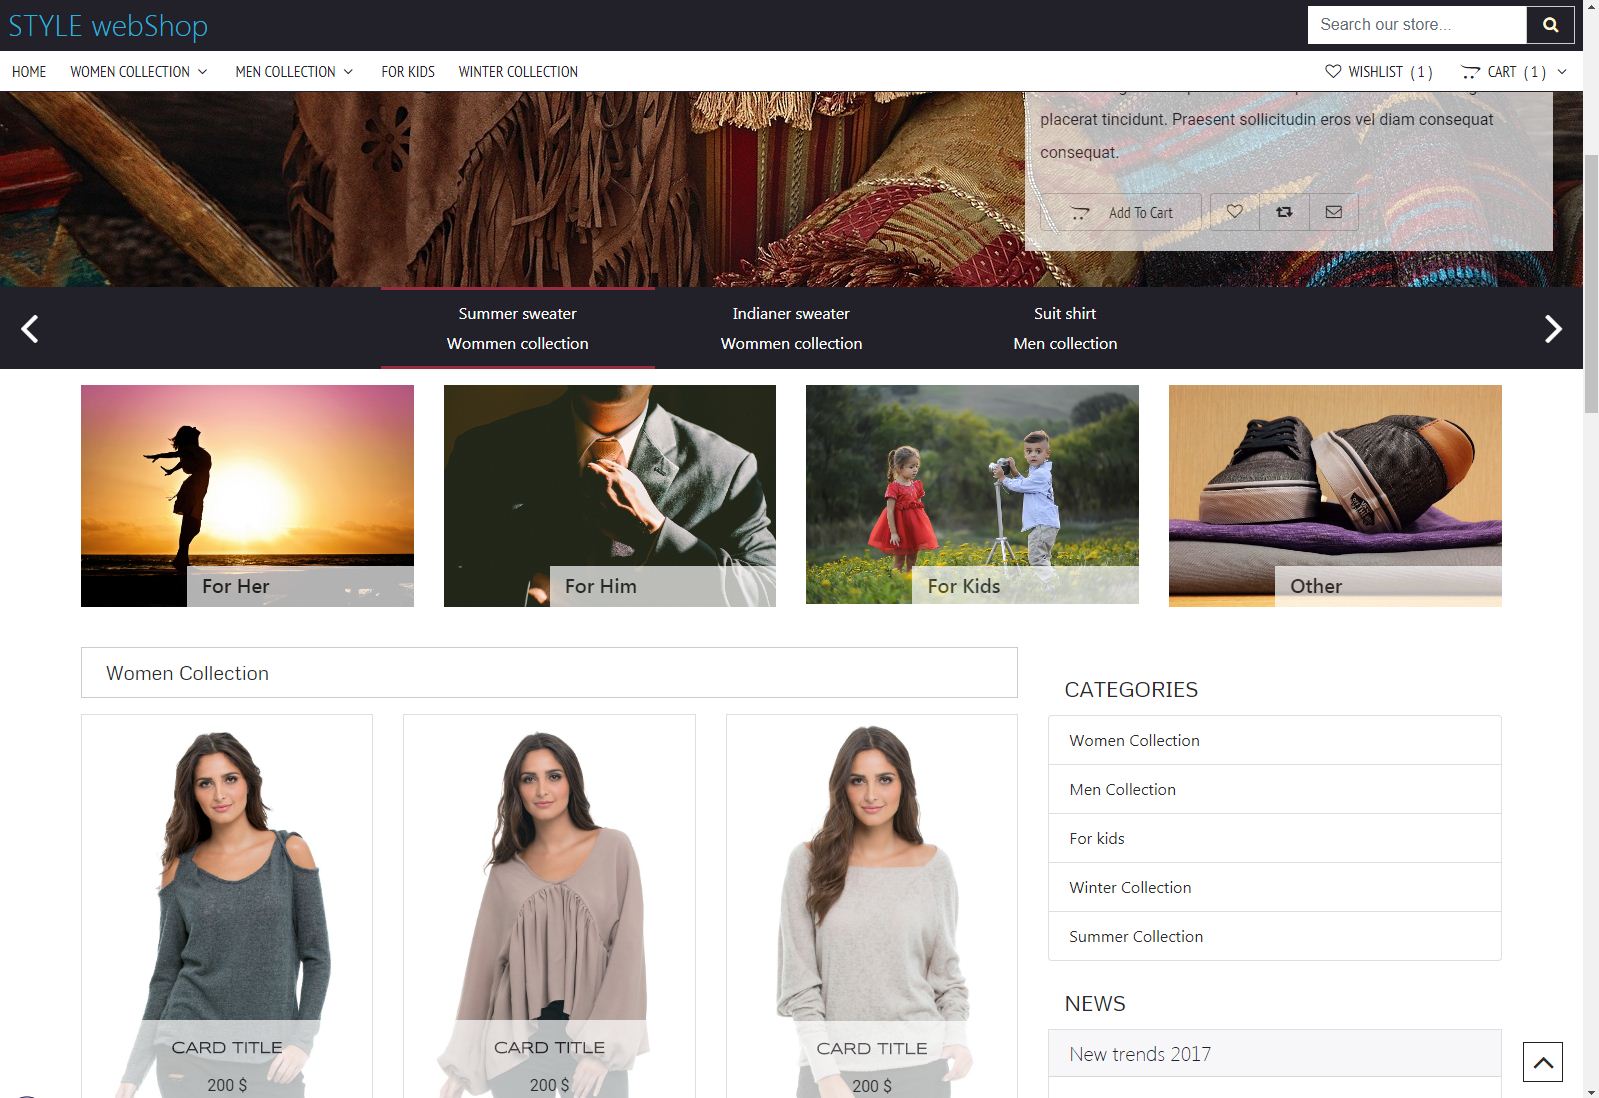 STYLE webShop
Search our store...
HOME
WOMEN COLLECTION
MEN COLLECTION
FOR KIDS
WINTER COLLECTION
WISHLIST ( 1 )
CART ( 1 )
placerat tincidunt. Praesent sollicitudin eros vel diam consequat
consequat.
Add To Cart
Summer sweater
Wommen collection
Indianer sweater
Wommen collection
Suit shirt
Men collection
For Her
For Him
For Kids
Other
Women Collection
CARD TITLE
200 $
CARD TITLE
200 $
CARD TITLE
200 $
CATEGORIES
Women Collection
Men Collection
For kids
Winter Collection
Summer Collection
NEWS
New trends 2017